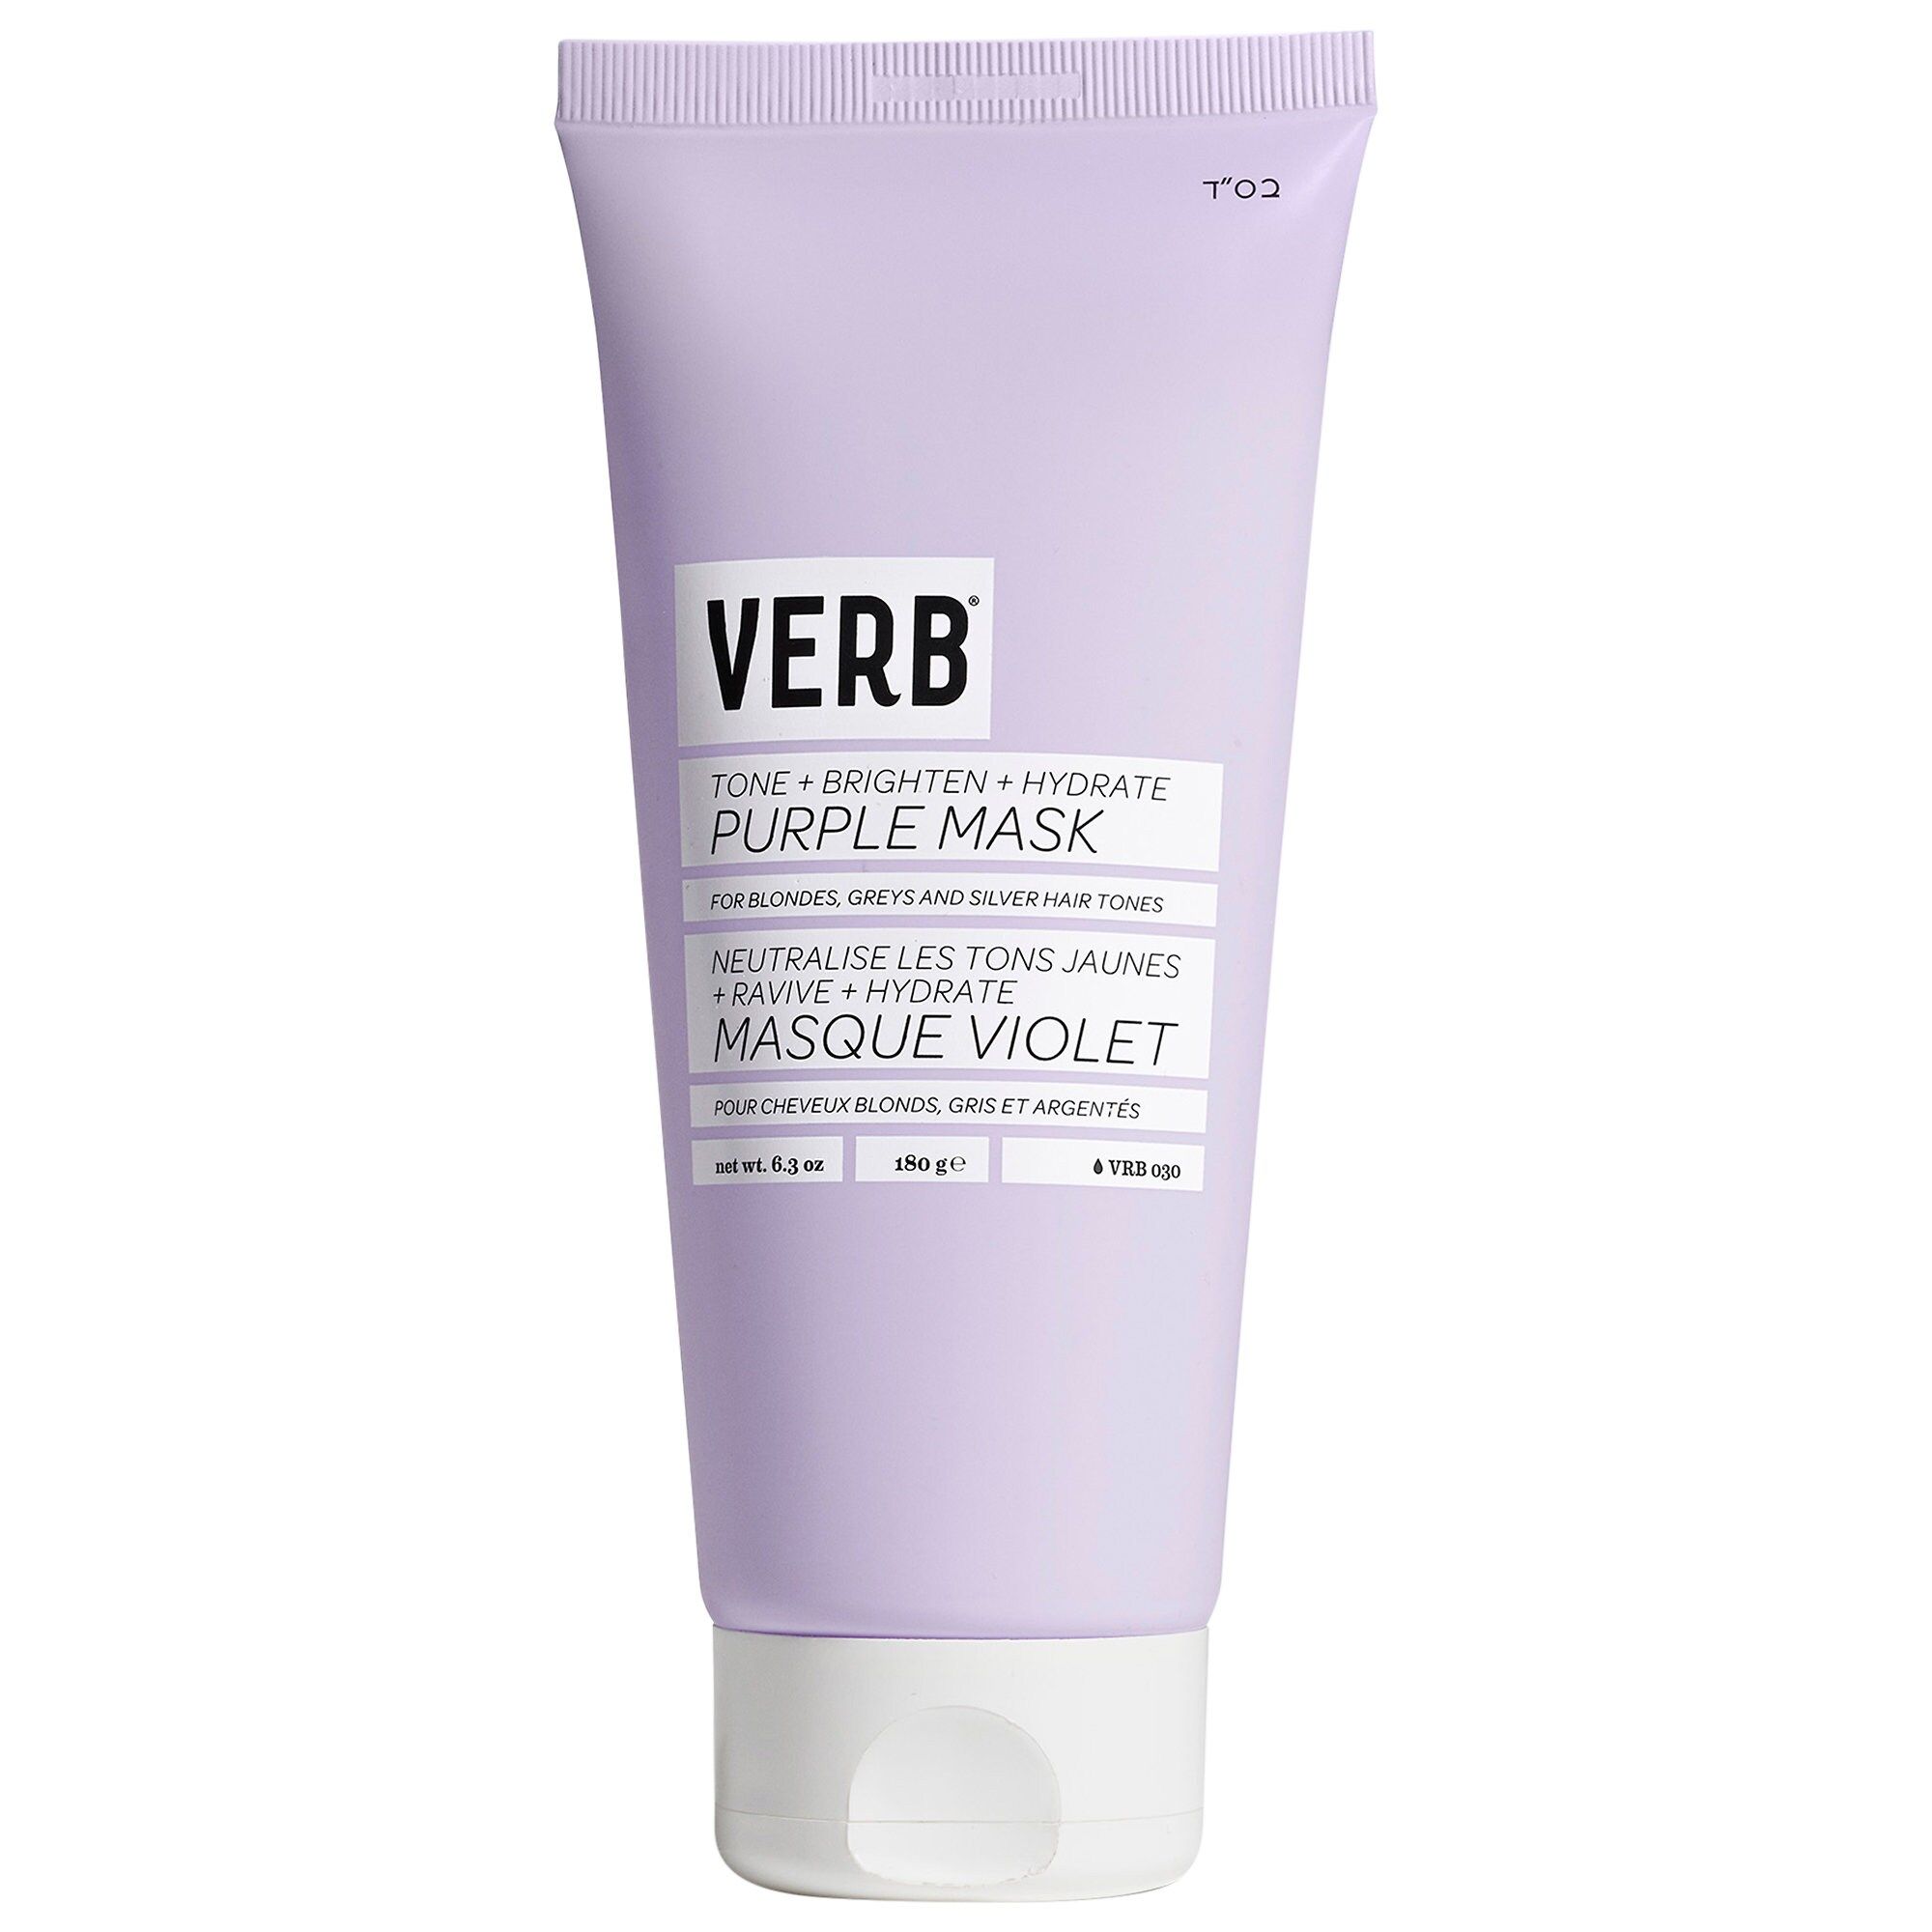 בס"ד
VERB®
TONE + BRIGHTEN + HYDRATE
PURPLE MASK
FOR BLONDES, GREYS AND SILVER HAIR TONES
NEUTRALISE LES TONS JAUNES
+ RAVIVE + HYDRATE
MASQUE VIOLET
POUR CHEVEUX BLONDS, GRIS ET ARGENTÉS
net wt. 6.3 oz 180 g ℮ VRB 030